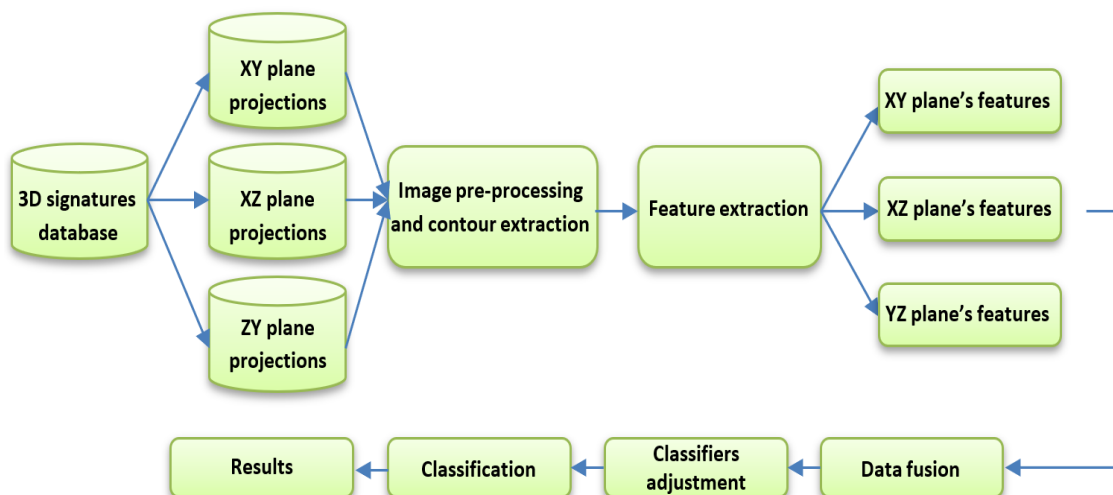 XY plane
projections
3D signatures
database
XZ plane
projections
ZY plane
projections
Image pre-processing
and contour extraction
Feature extraction
XY plane’s features
XZ plane’s features
YZ plane’s features
Data fusion
Classifiers
adjustment
Classification
Results